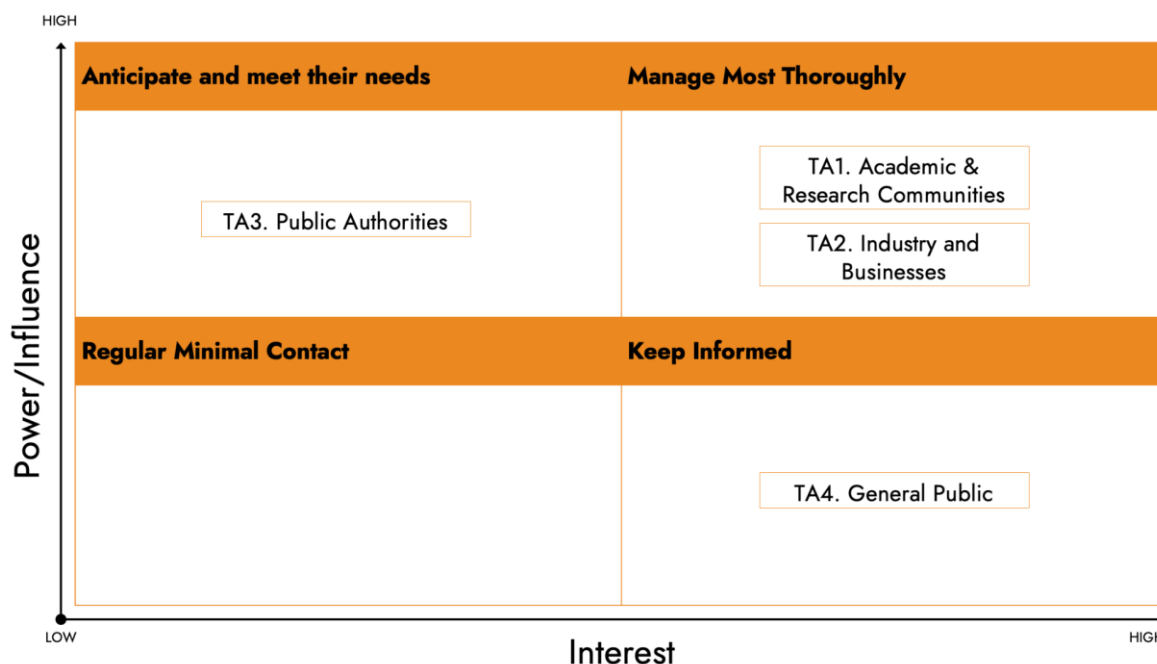 HIGH
Anticipate and meet their needs
Manage Most Thoroughly
TA1. Academic &
Research Communities
TA3. Public Authorities
TA2. Industry and
Businesses
Power/Influence
Regular Minimal Contact
Keep Informed
TA4. General Public
LOW
Interest
HIGH